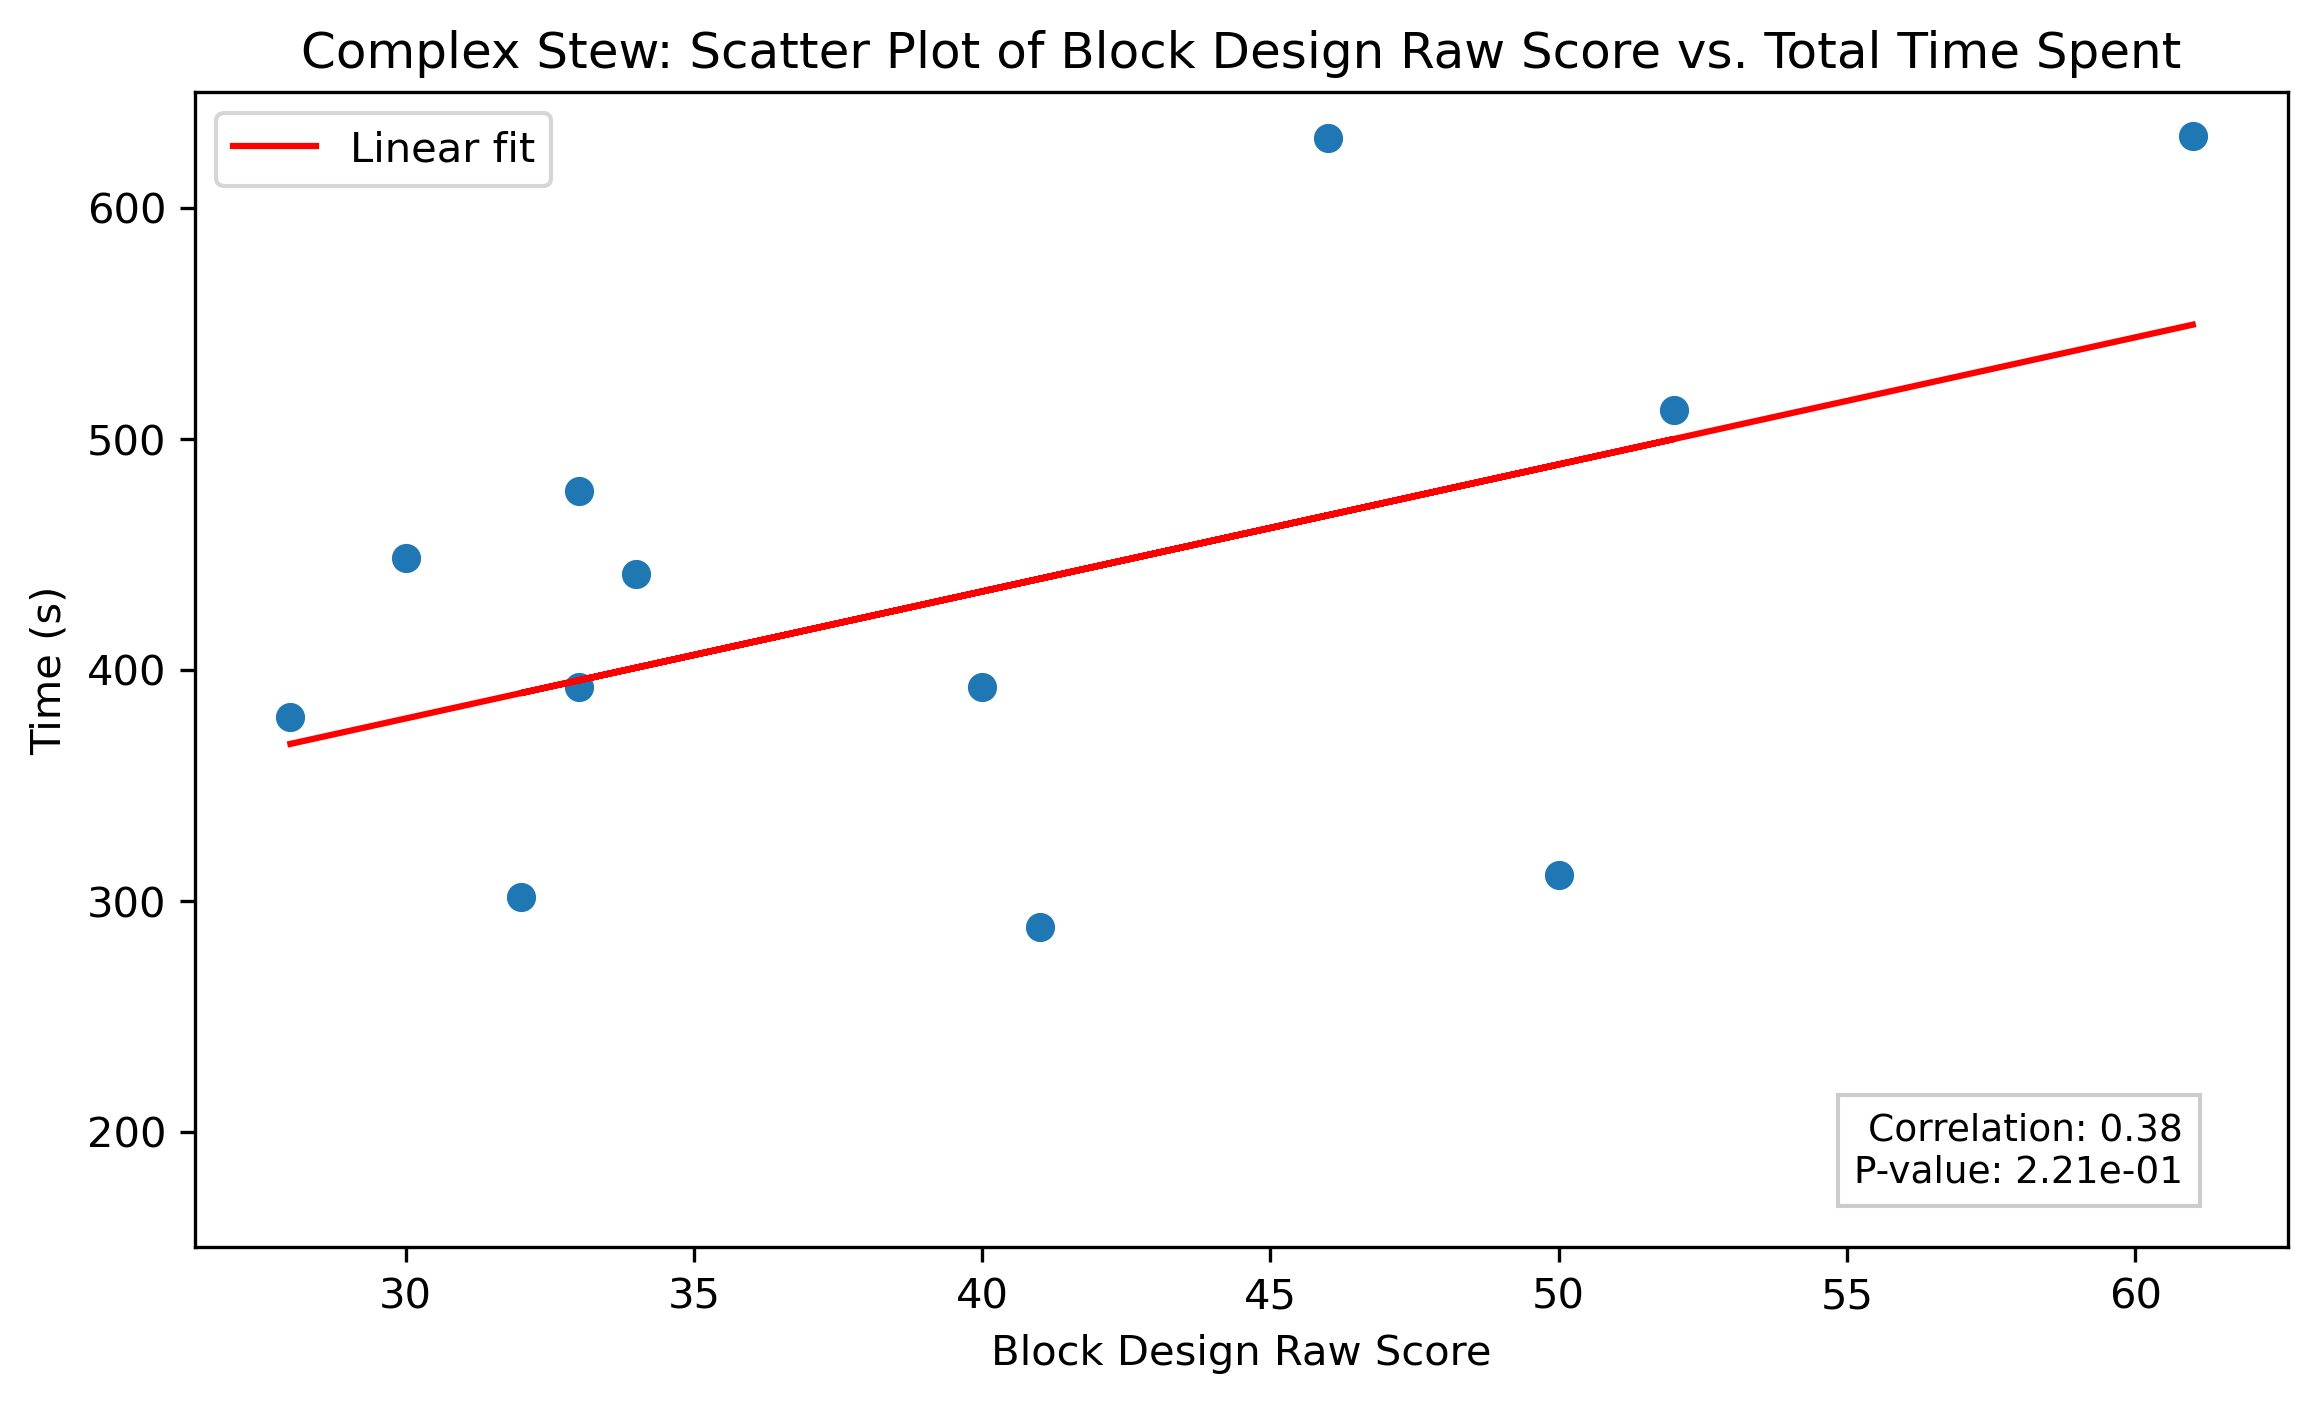 Complex Stew: Scatter Plot of Block Design Raw Score vs. Total Time Spent
Linear fit
600
500
400
300
200
Time (s)
Correlation: 0.38
P-value: 2.21e-01
30 35 40 45 50 55 60
Block Design Raw Score